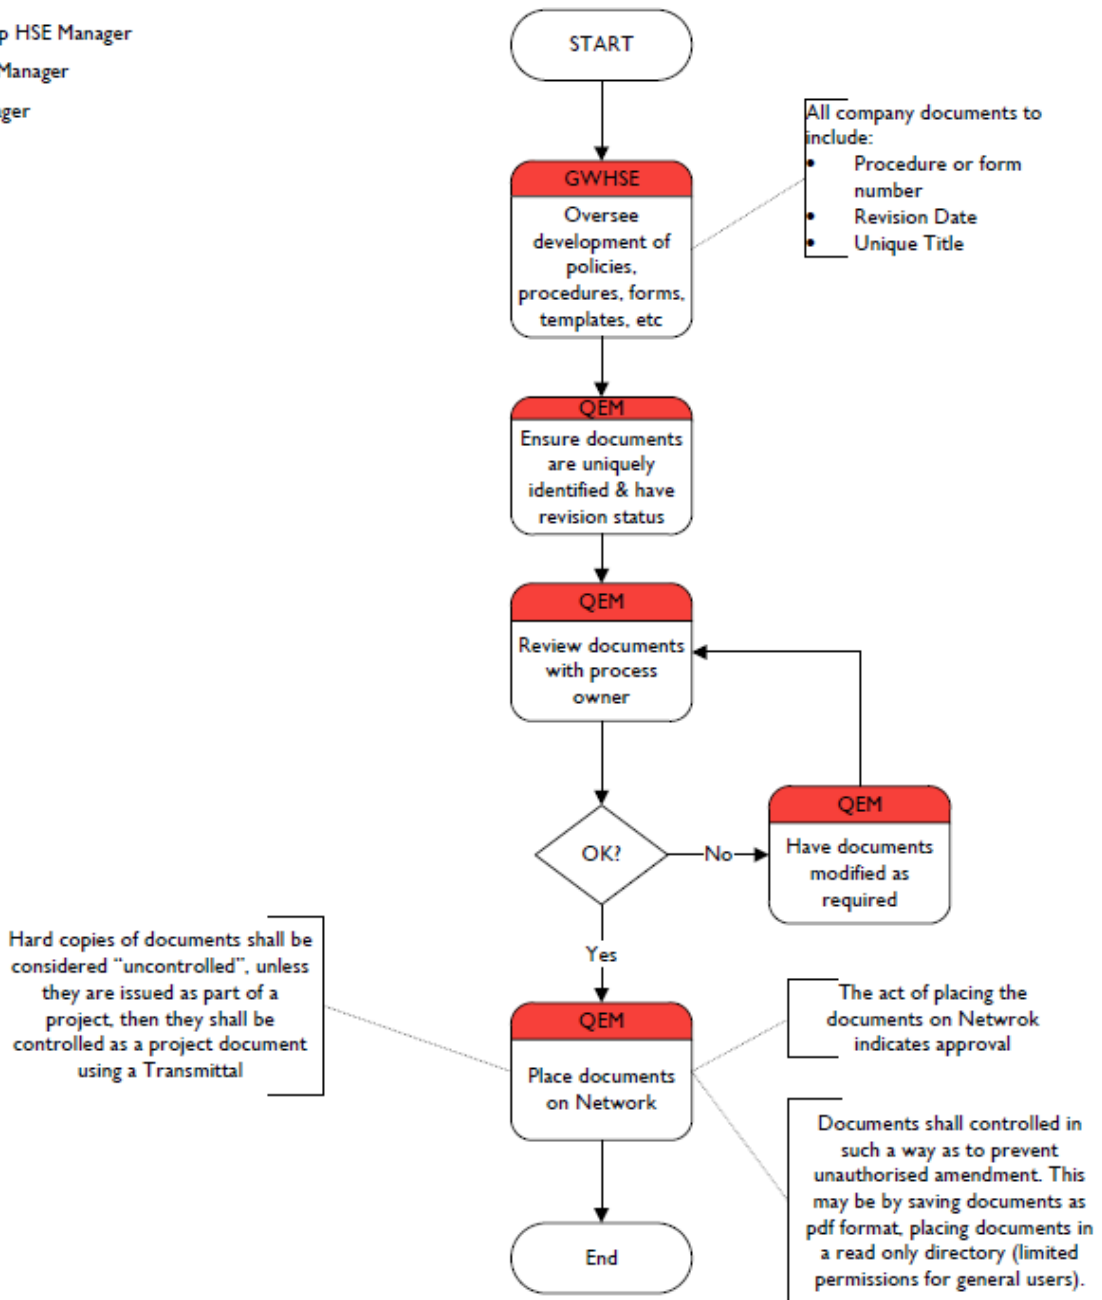 p HSE Manager
Manager
ger
START
All company documents to
include:
• Procedure or form
number
• Revision Date
• Unique Title
GWHSE
Oversee
development of
policies,
procedures, forms,
templates, etc
QEM
Ensure documents
are uniquely
identified & have
revision status
QEM
Review documents
with process
owner
OK?
No
QEM
Have documents
modified as
required
Yes
Hard copies of documents shall be
considered “uncontrolled”, unless
they are issued as part of a
project, then they shall be
controlled as a project document
using a Transmittal
QEM
Place documents
on Network
The act of placing the
documents on Netwrok
indicates approval
Documents shall controlled in
such a way as to prevent
unauthorised amendment. This
may be by saving documents as
pdf format, placing documents in
a read only directory (limited
permissions for general users).
End